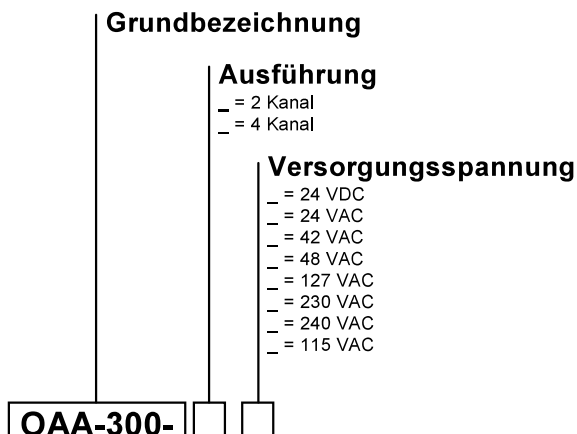 Grundbezeichnung
Ausführung
_ = 2 Kanal
_ = 4 Kanal
Versorgungsspannung
_ = 24 VDC
_ = 24 VAC
_ = 42 VAC
_ = 48 VAC
_ = 127 VAC
_ = 230 VAC
_ = 240 VAC
_ = 115 VAC
OAA-300-